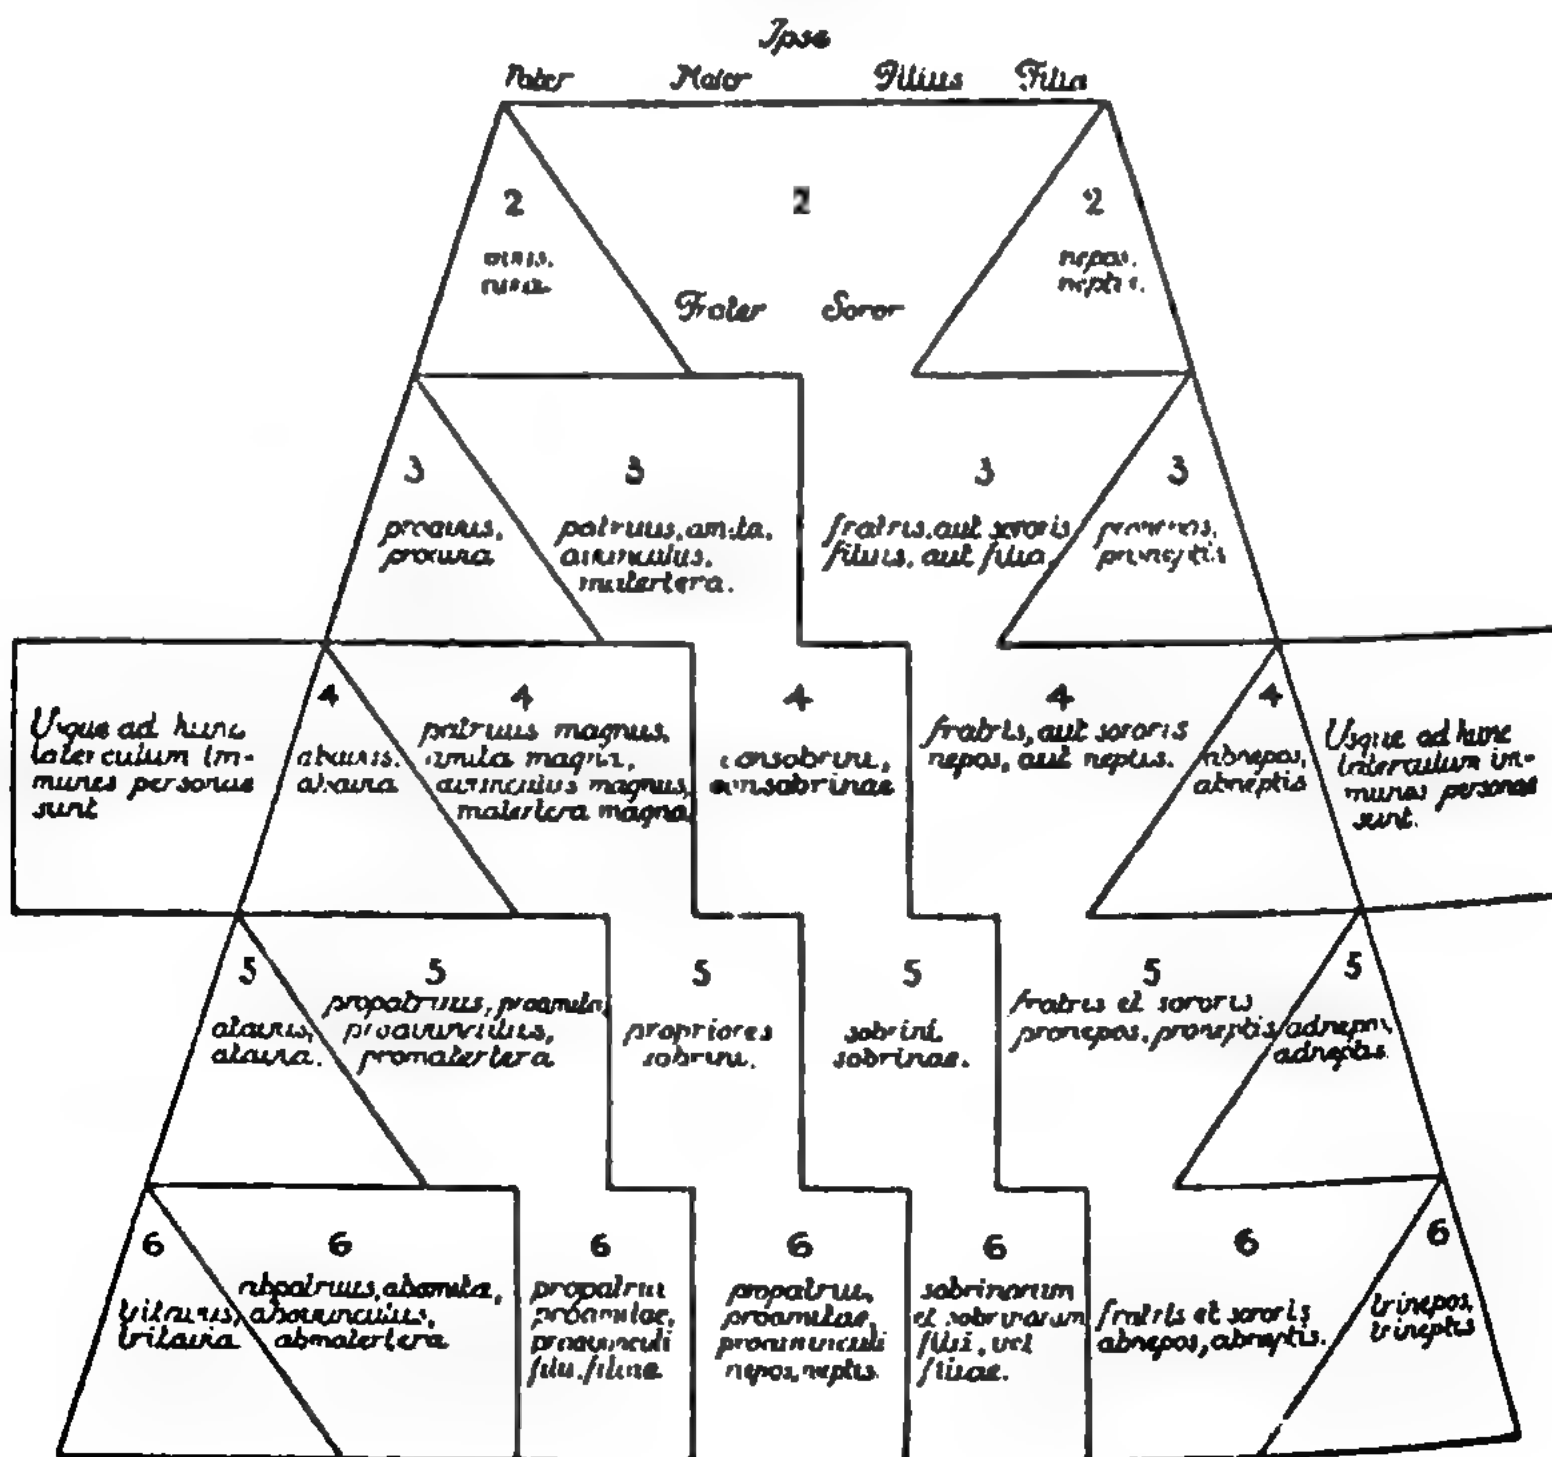 Ipse
Pater Mater Filius Filia
2 2 2
avus.
nepos.
neptis.
Frater Soror
3 3 3 3
proavus,
proavia
patruus, amita,
avunculus,
matertera.
fratris, aut sororis
filius, aut filia,
pronepos,
proneptis
Usque ad hunc
laterculum im-
munes personae
sunt
4 4 4 4 4
abavus.
abavia
patruus magnus,
amita magna,
avunculus magnus,
matertera magna
consobrini,
consobrinae
fratris, aut sororis
nepos, aut neptis.
abnepos,
abneptis
Usque ad hunc
laterculum im-
munes personae
sunt.
5 5 5 5 5 5
atavus,
atavia.
propatruus, proamita,
proavunculus,
promatertera
propriores
sobrini.
sobrini,
sobrinae.
fratris et sororis
pronepos, proneptis
adnepos,
adneptis.
6 6 6 6 6 6 6
tritavus,
tritavia
abpatruus, abamita,
abavunculus,
abmatertera
propatrui
proamitae,
proavunculi
filii. filiae
propatrui,
proamitae,
proavunculi
nepos, neptis.
sobrinorum
et sobrinarum
filii, vel
filiae.
fratris et sororis
abnepos, abneptis.
trinepos,
trineptis